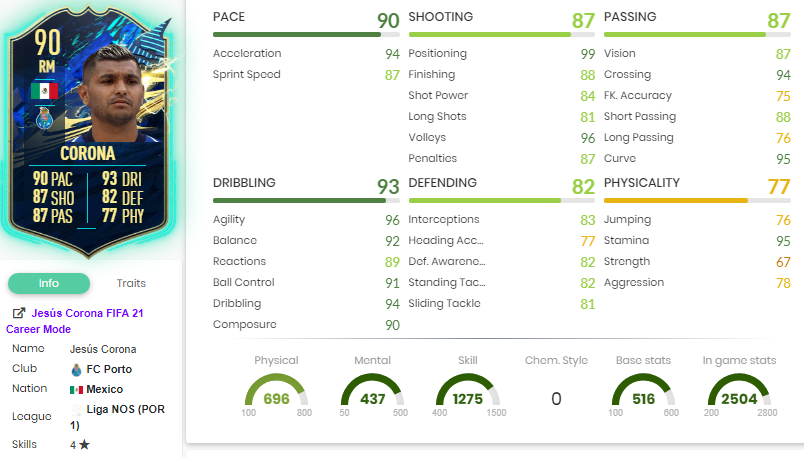 90
RM
CORONA
90 PAC 93 DRI
87 SHO 82 DEF
87 PAS 77 PHY
Info Traits
Jesús Corona FIFA 21
Career Mode
Name Jesús Corona
Club FC Porto
Nation Mexico
League Liga NOS (POR
1)
Skills 4 ★
PACE 90
Acceleration 94
Sprint Speed 87
SHOOTING 87
Positioning 99
Finishing 88
Shot Power 84
Long Shots 81
Volleys 96
Penalties 87
PASSING 87
Vision 87
Crossing 94
FK. Accuracy 75
Short Passing 88
Long Passing 76
Curve 95
DRIBBLING 93
Agility 96
Balance 92
Reactions 89
Ball Control 91
Dribbling 94
Composure 90
DEFENDING 82
Interceptions 83
Heading Acc... 77
Def. Awarene... 82
Standing Tac... 82
Sliding Tackle 81
PHYSICALITY 77
Jumping 76
Stamina 95
Strength 67
Aggression 78
Physical
696
100 800
Mental
437
50 500
Skill
1275
400 1500
Chem. Style
0
Base stats
516
100 600
In game stats
2504
200 2800